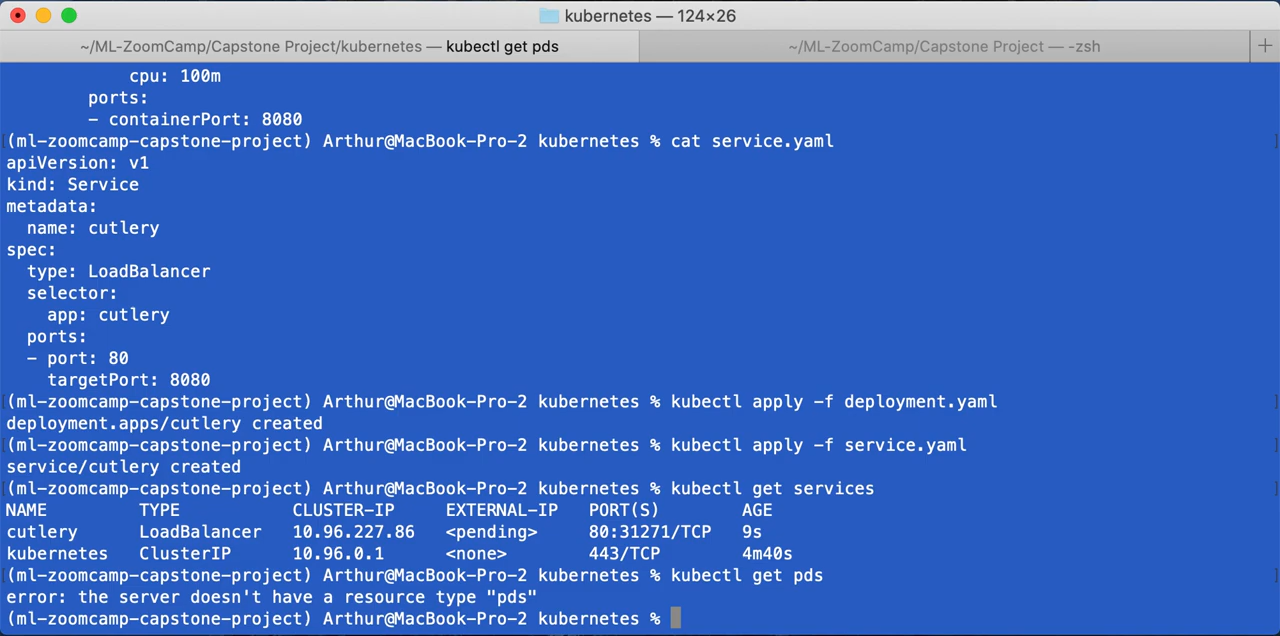 kubernetes — 124×26
~/ML-ZoomCamp/Capstone Project/kubernetes — kubectl get pds
~/ML-ZoomCamp/Capstone Project — -zsh
cpu: 100m
ports:
- containerPort: 8080
(ml-zoomcamp-capstone-project) Arthur@MacBook-Pro-2 kubernetes % cat service.yaml
apiVersion: v1
kind: Service
metadata:
name: cutlery
spec:
type: LoadBalancer
selector:
app: cutlery
ports:
- port: 80
targetPort: 8080
(ml-zoomcamp-capstone-project) Arthur@MacBook-Pro-2 kubernetes % kubectl apply -f deployment.yaml
deployment.apps/cutlery created
(ml-zoomcamp-capstone-project) Arthur@MacBook-Pro-2 kubernetes % kubectl apply -f service.yaml
service/cutlery created
(ml-zoomcamp-capstone-project) Arthur@MacBook-Pro-2 kubernetes % kubectl get services
NAME TYPE CLUSTER-IP EXTERNAL-IP PORT(S) AGE
cutlery LoadBalancer 10.96.227.86 <pending> 80:31271/TCP 9s
kubernetes ClusterIP 10.96.0.1 <none> 443/TCP 4m40s
(ml-zoomcamp-capstone-project) Arthur@MacBook-Pro-2 kubernetes % kubectl get pds
error: the server doesn't have a resource type "pds"
(ml-zoomcamp-capstone-project) Arthur@MacBook-Pro-2 kubernetes %